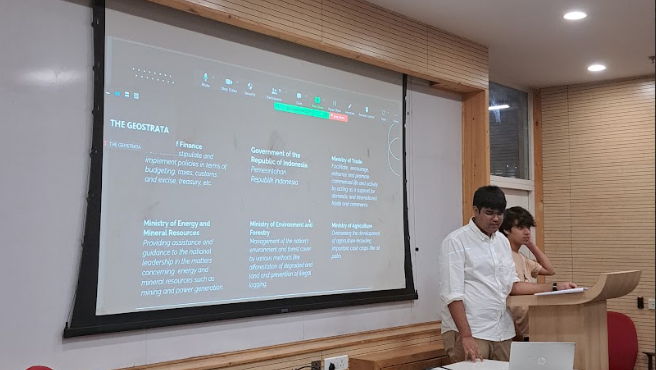 THE GEOSTRATA
THE GEOSTRATA
f Finance
stipulate and
implement policies in terms of
budgeting, taxes, customs
and excise, treasury, etc.
Government of the
Republic of Indonesia
Pemerintahan
Republik Indonesia
Ministry of Trade
Facilitate, encourage,
enhance and promote
commercial life and activity
by acting as a support for
domestic and
trade and commerce.
Ministry of Energy and
Mineral Resources
Providing assistance and
guidance to the national
leadership in the matters
concerning energy and
mineral resources such as
mining and power generation.
Ministry of Environment and
Forestry
Management of the nation's
environment and forest cover
by various methods like
afforestation of degraded land
and prevention of illegal
logging.
Ministry of agriculture
Overseeing the development
of agriculture including
important cash crops like oil
palm.
hp